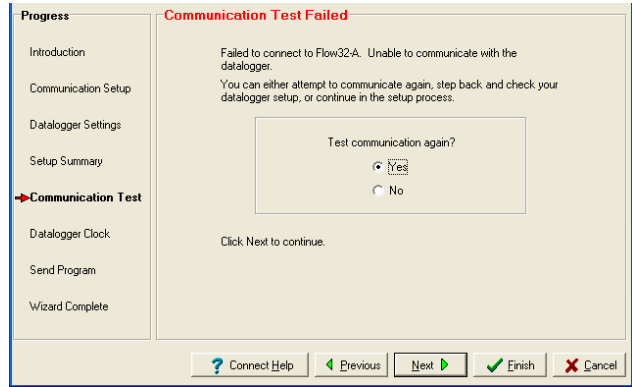 Progress
Introduction
Communication Setup
Datalogger Settings
Setup Summary
Communication Test
Datalogger Clock
Send Program
Wizard Complete
Communication Test Failed
Failed to connect to Flow32-A. Unable to communicate with the
datalogger.
You can either attempt to communicate again, step back and check your
datalogger setup, or continue in the setup process.
Test communication again?
Yes
No
Click Next to continue.
Connect Help
Previous
Next
Finish
Cancel